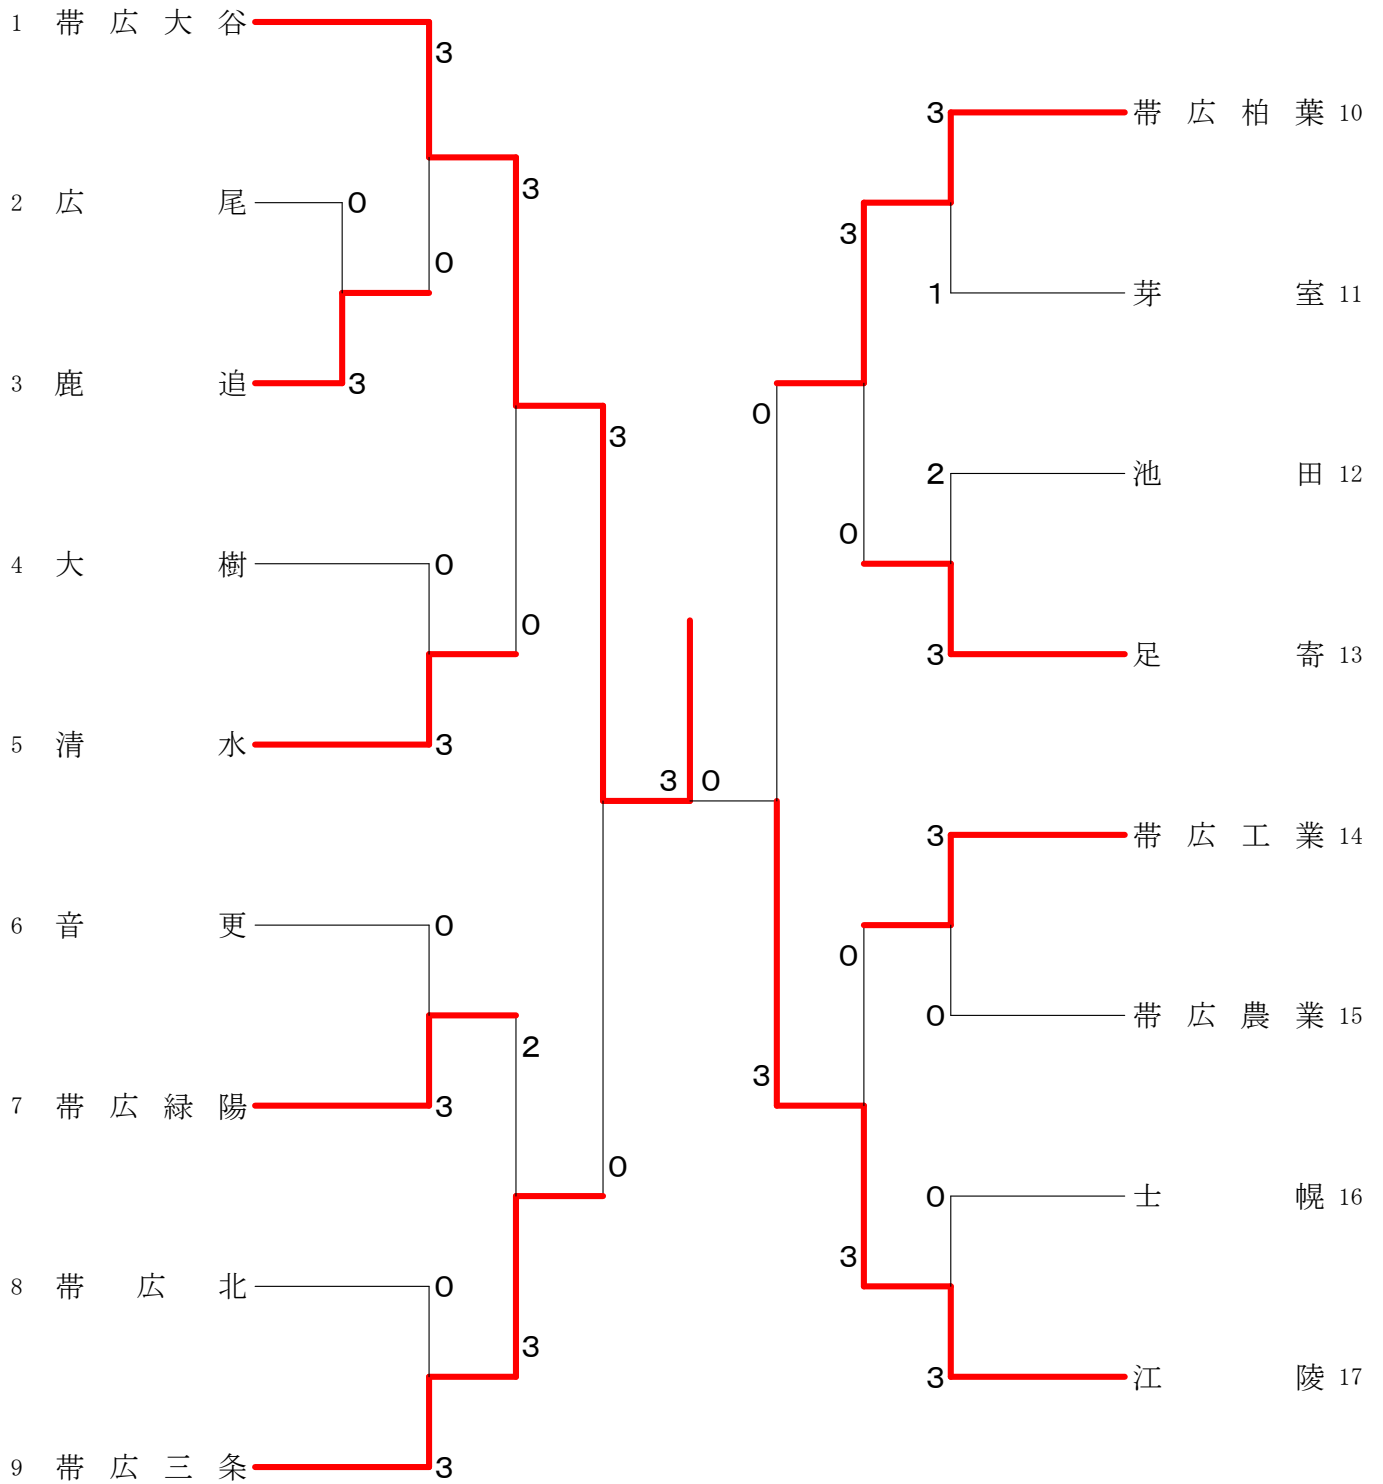 1 帯広大谷
3
3 帯広柏葉 10
3
2 広尾 0
3
0
1 芽室 11
3 鹿追 3
0
3
2 池田 12
0
4 大樹 0
0
3 足寄 13
5 清水 3
3 0
3 帯広工業 14
6 音更 0
0
0 帯広農業 15
2
3
7 帯広緑陽 3
0
0 士幌 16
3
8 帯広北 0
3
3 江陵 17
9 帯広三条 3